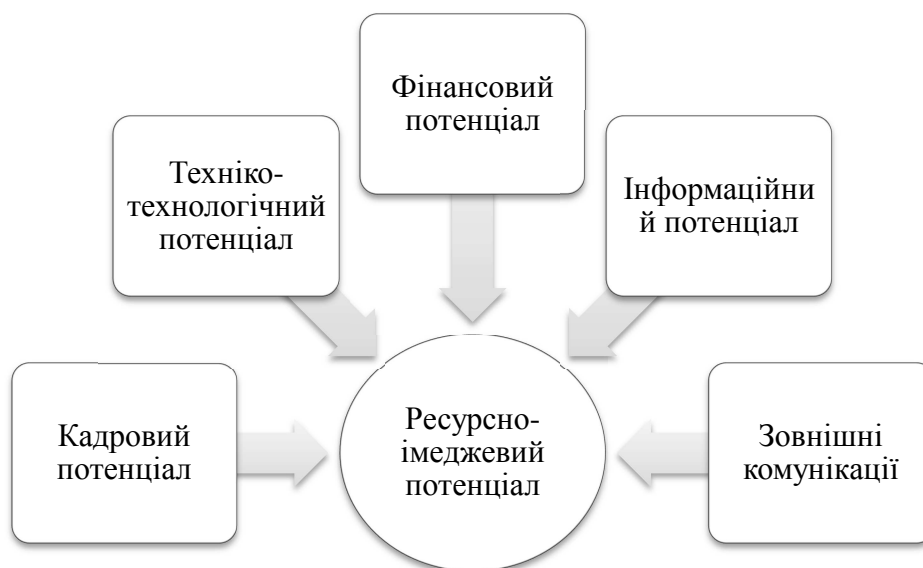 Фінансовий
потенціал
Техніко-
технологічний
потенціал
Інформаційни
й потенціал
Кадровий
потенціал
Ресурсно-
імеджевий
потенціал
Зовнішні
комунікації